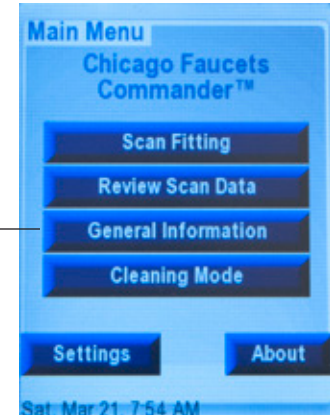 Main Menu
Chicago Faucets
Commander™
Scan Fitting
Review Scan Data
General Information
Cleaning Mode
Settings
About
Sat, Mar 21, 7:54 AM